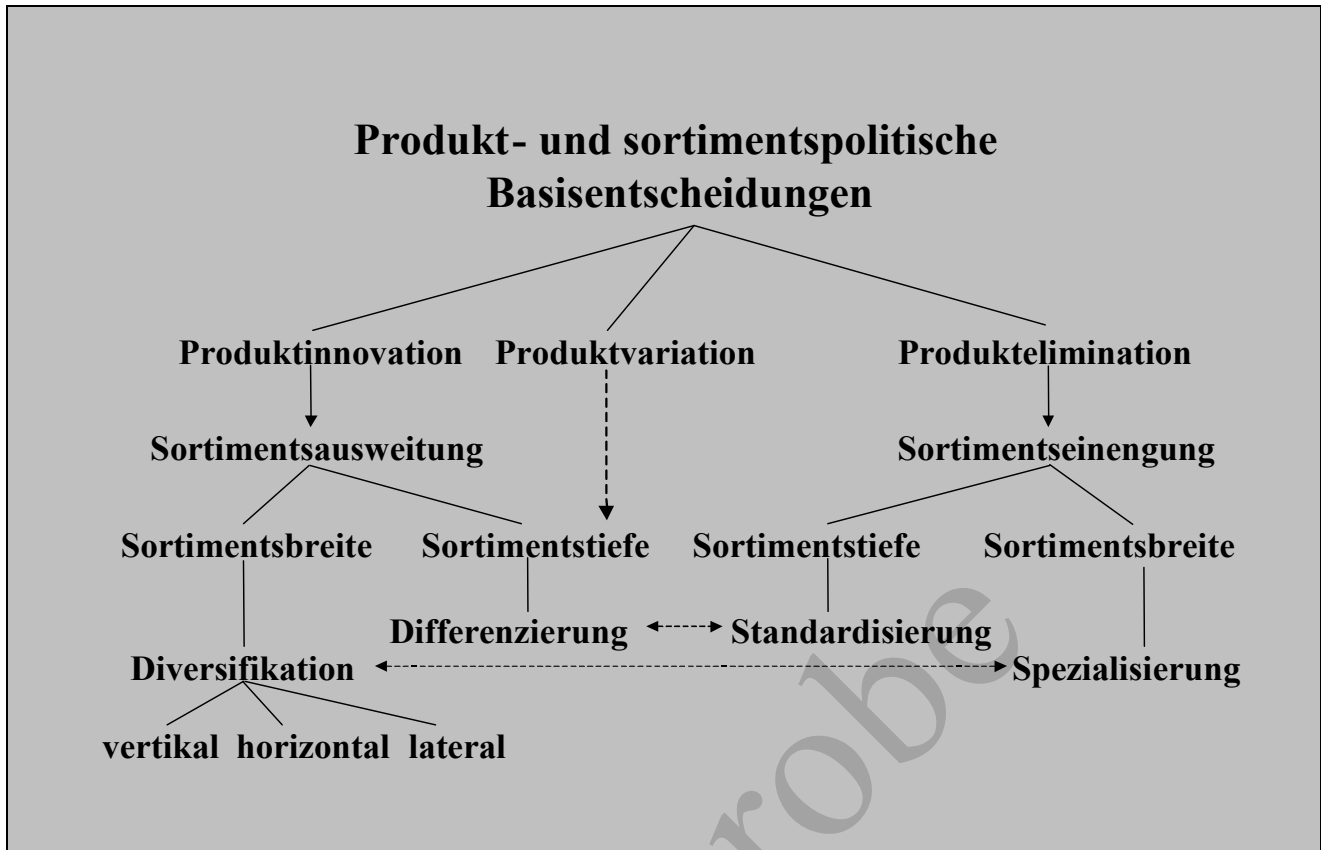 Produkt- und sortimentspolitische
Basisentscheidungen
Produktinnovation Produktvariation Produktelimination
Sortimentsausweitung Sortimentseinengung
Sortimentsbreite Sortimentstiefe Sortimentstiefe Sortimentsbreite
Differenzierung Standardisierung
Diversifikation Spezialisierung
vertikal horizontal lateral
robe